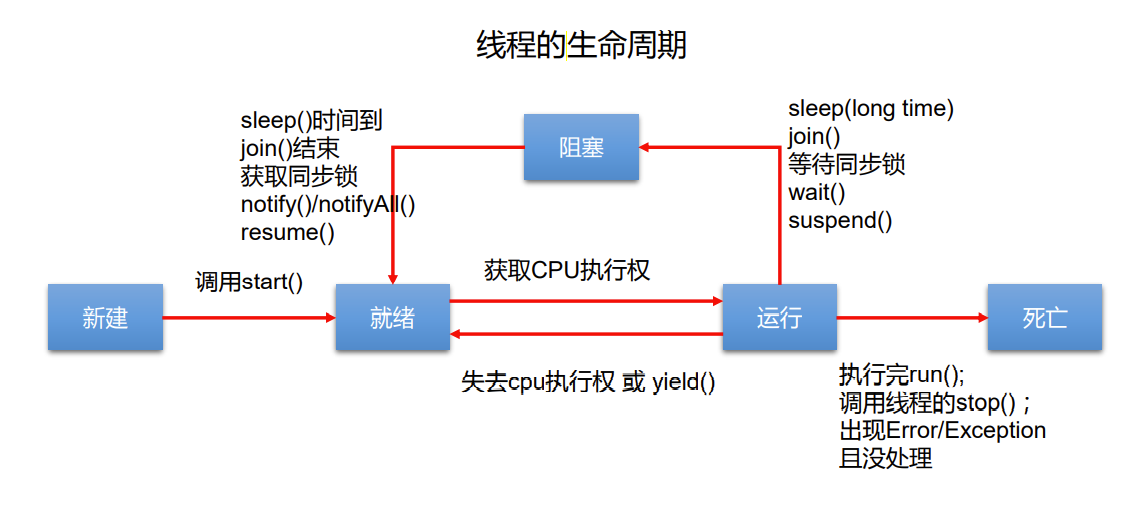 线程的生命周期
sleep()时间到
join()结束
获取同步锁
notify()/notifyAll()
resume()
阻塞
sleep(long time)
join()
等待同步锁
wait()
suspend()
调用start()
获取CPU执行权
新建
就绪
运行
死亡
失去cpu执行权 或 yield()
执行完run();
调用线程的stop() ;
出现Error/Exception
且没处理